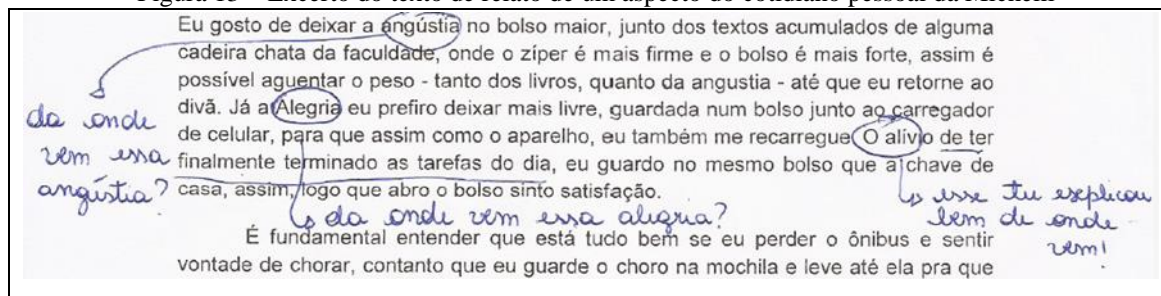 Excerto do texto de relato de um aspecto do cotidiano pessoal da
Eu gosto de deixar a angústia no bolso maior, junto dos textos acumulados de alguma
cadeira chata da faculdade, onde o zíper é mais firme e o bolso é mais forte, assim é
possível aguentar o peso - tanto dos livros, quanto da angustia - até que eu retorne ao
divã. Já a Alegria eu prefiro deixar mais livre, guardada num bolso junto ao carregador
de celular, para que assim como o aparelho, eu também me recarregue. O alívio de ter
finalmente terminado as tarefas do dia, eu guardo no mesmo bolso que a chave de
casa, assim, logo que abro o bolso sinto satisfação.
É fundamental entender que está tudo bem se eu perder o ônibus e sentir
vontade de chorar, contanto que eu guarde o choro na mochila e leve até ela pra que
da onde
vem essa
angústia?
da onde vem essa alegria?
esse tu explicou
bem de onde
vem!